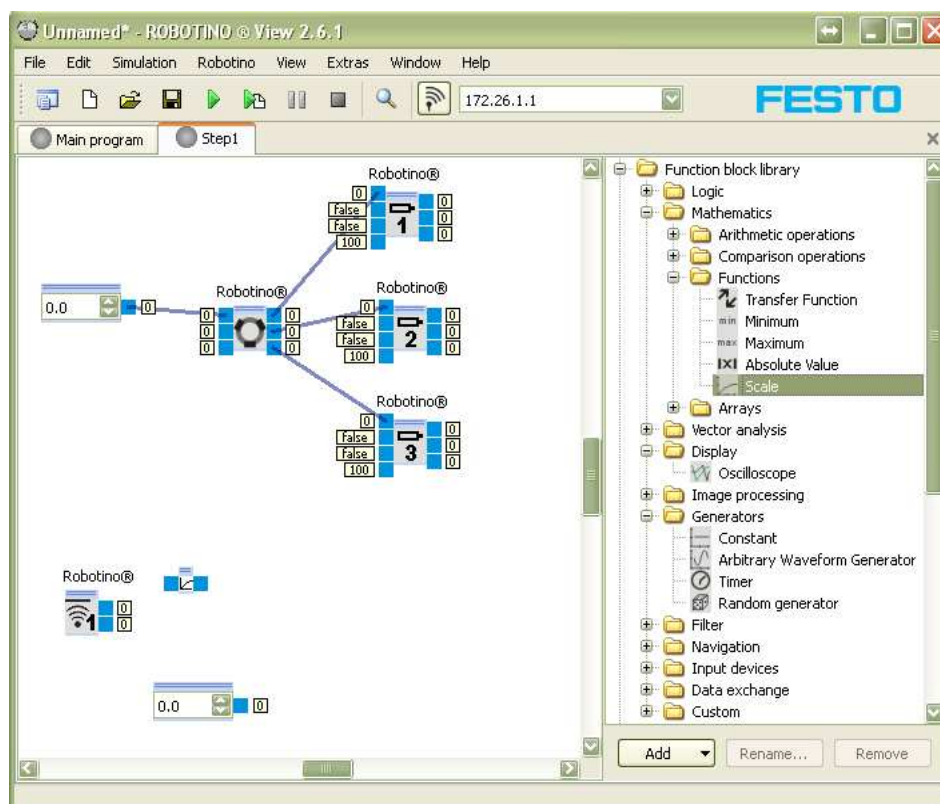 Unnamed* - ROBOTINO ® View 2.6.1
File Edit Simulation Robotino View Extras Window Help
172.26.1.1
FESTO
Main program Step1
Robotino®
0
false
false
100
1
0
0
0
0.0
0
Robotino®
0
0
0
0
0
0
Robotino®
0
False
False
100
2
0
0
0
Robotino®
0
False
False
100
3
0
0
0
Robotino®
1
0
0
0.0
0
Function block library
Logic
Mathematics
Arithmetic operations
Comparison operations
Functions
Transfer Function
min Minimum
max Maximum
|X| Absolute Value
Scale
Arrays
Vector analysis
Display
Oscilloscope
Image processing
Generators
Constant
Arbitrary Waveform Generator
Timer
Random generator
Filter
Navigation
Input devices
Data exchange
Custom
Add Rename... Remove